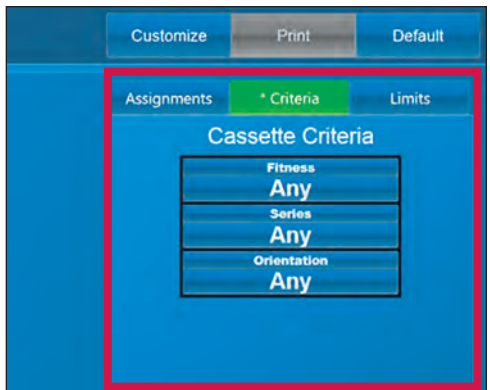 Customize Print Default
Assignments * Criteria Limits
Cassette Criteria
Fitness
Any
Series
Any
Orientation
Any